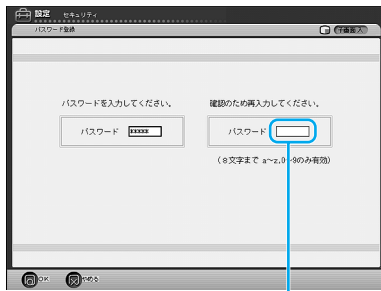 設定 セキュリティ
パスワード登録 子画面入
パスワードを入力してください。
確認のため再入力してください。
パスワード *****
パスワード
(8文字まで a~z,0~9のみ有効)
OK やめる